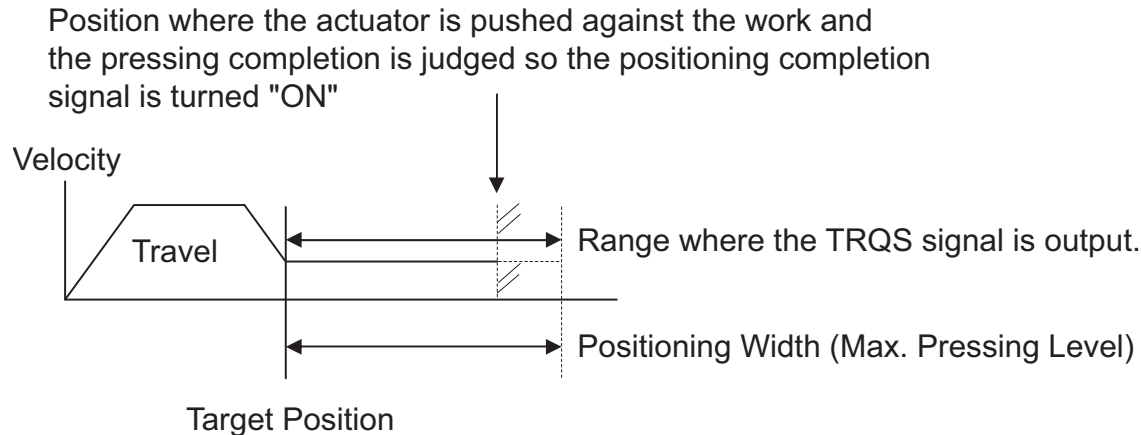 Position where the actuator is pushed against the work and
the pressing completion is judged so the positioning completion
signal is turned "ON"
Velocity
Travel
Range where the TRQS signal is output.
Positioning Width (Max. Pressing Level)
Target Position